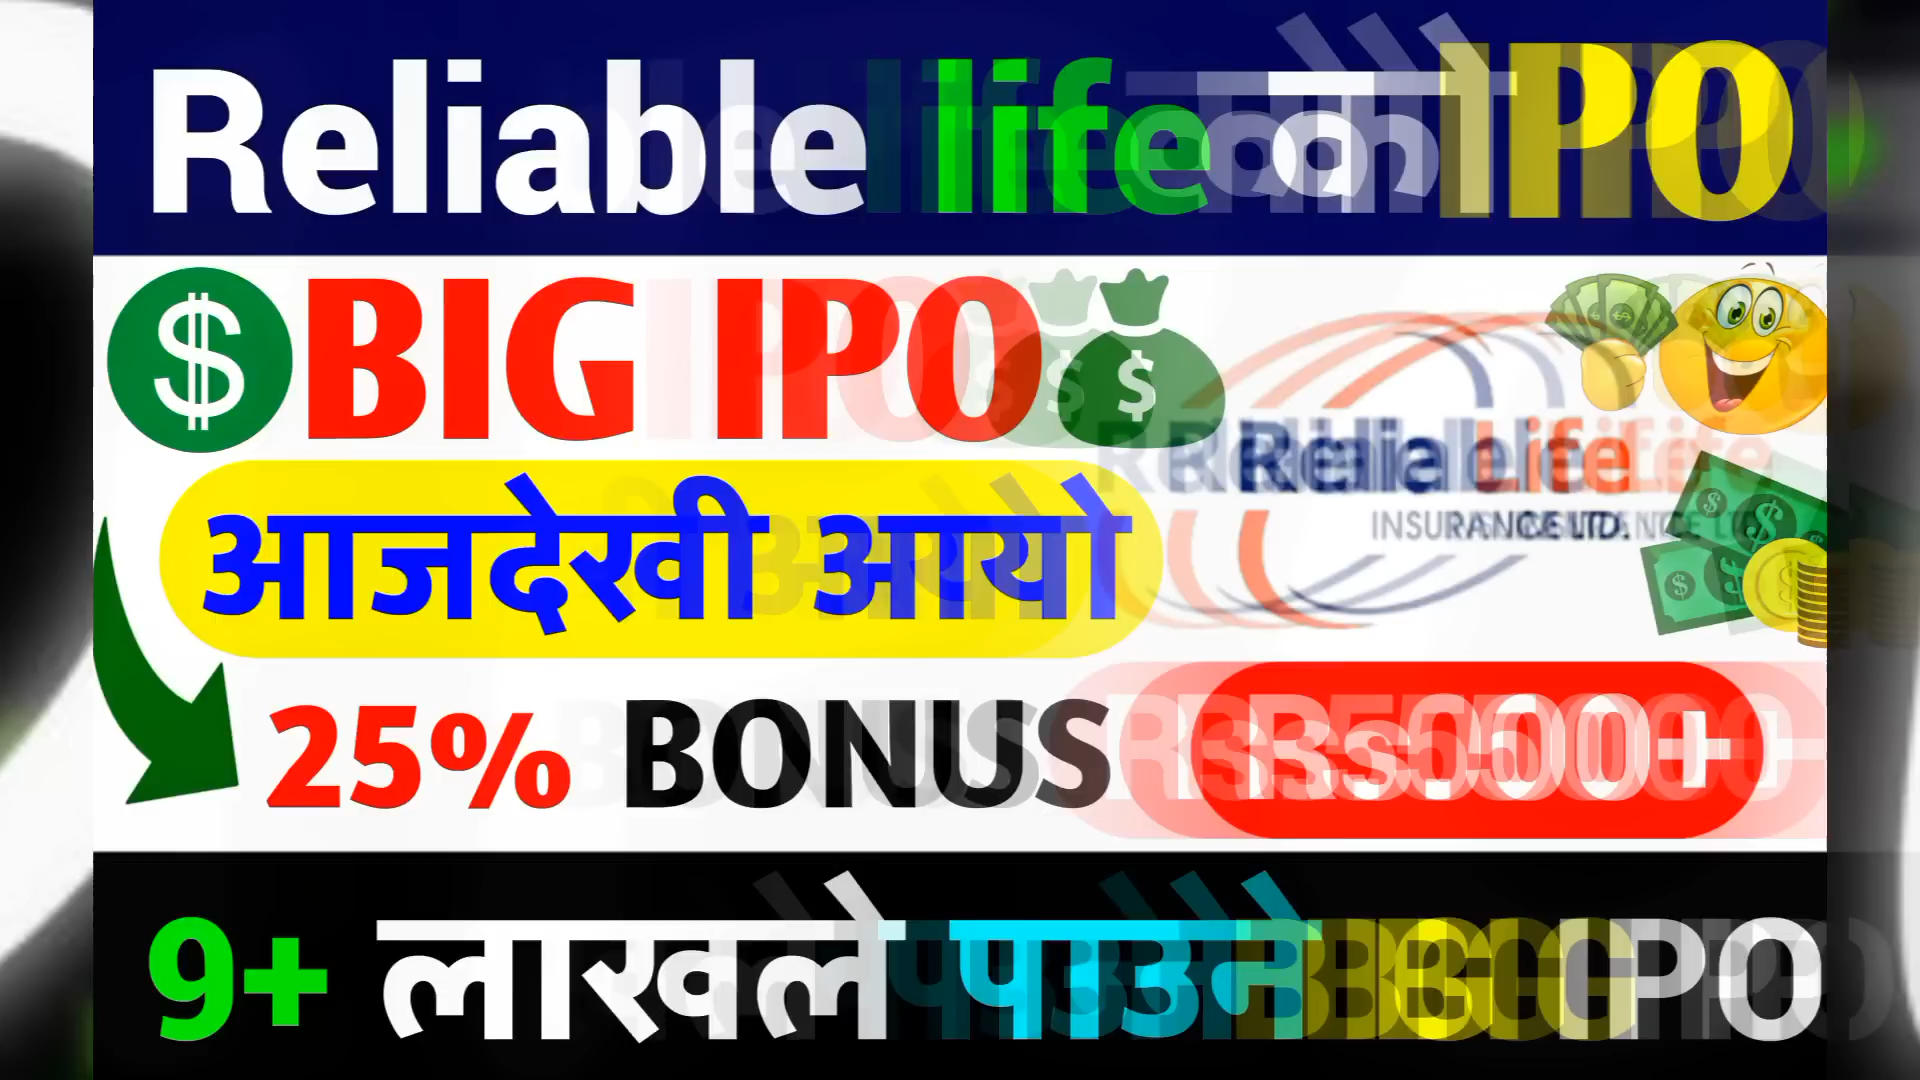 Reliable life को IPO
BIG IPO
Reliable Life
INSURANCE LTD.
आजदेखी आयो
25% BONUS Rs.500+
9+ लाखले पाउने BIG IPO